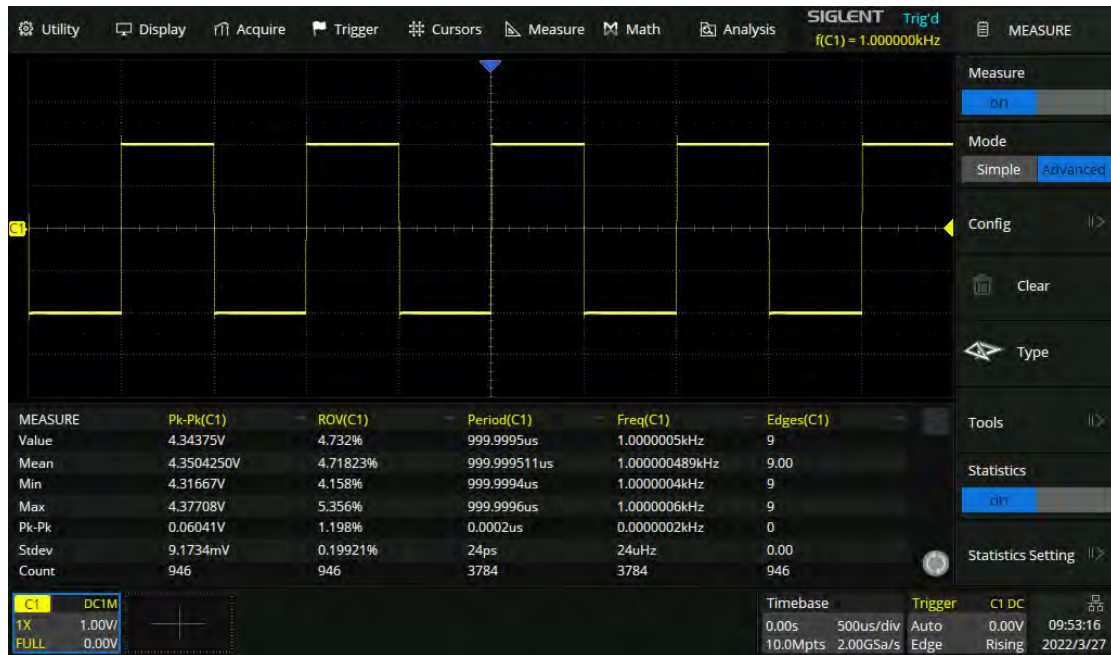 Utility Display Acquire Trigger Cursors Measure Math Analysis SIGLENT Trig'd MEASURE
f(C1) = 1.000000kHz
Measure
on
Mode
Simple Advanced
C1
Config
Clear
Type
Tools
Statistics
on
Statistics Setting
MEASURE Pk-Pk(C1) ROV(C1) Period(C1) Freq(C1) Edges(C1)
Value 4.34375V 4.732% 999.9995us 1.0000005kHz 9
Mean 4.3504250V 4.71823% 999.999511us 1.000000489kHz 9.00
Min 4.31667V 4.158% 999.9994us 1.0000004kHz 9
Max 4.37708V 5.356% 999.9996us 1.0000006kHz 9
Pk-Pk 0.06041V 1.198% 0.0002us 0.0000002kHz 0
Stdev 9.1734mV 0.19921% 24ps 24uHz 0.00
Count 946 946 3784 3784 946
C1 DC1M
1X 1.00V/
FULL 0.00V
Timebase
0.00s 500us/div
10.0Mpts 2.00GSa/s
Trigger C1 DC
Auto 0.00V
Edge Rising
09:53:16
2022/3/27